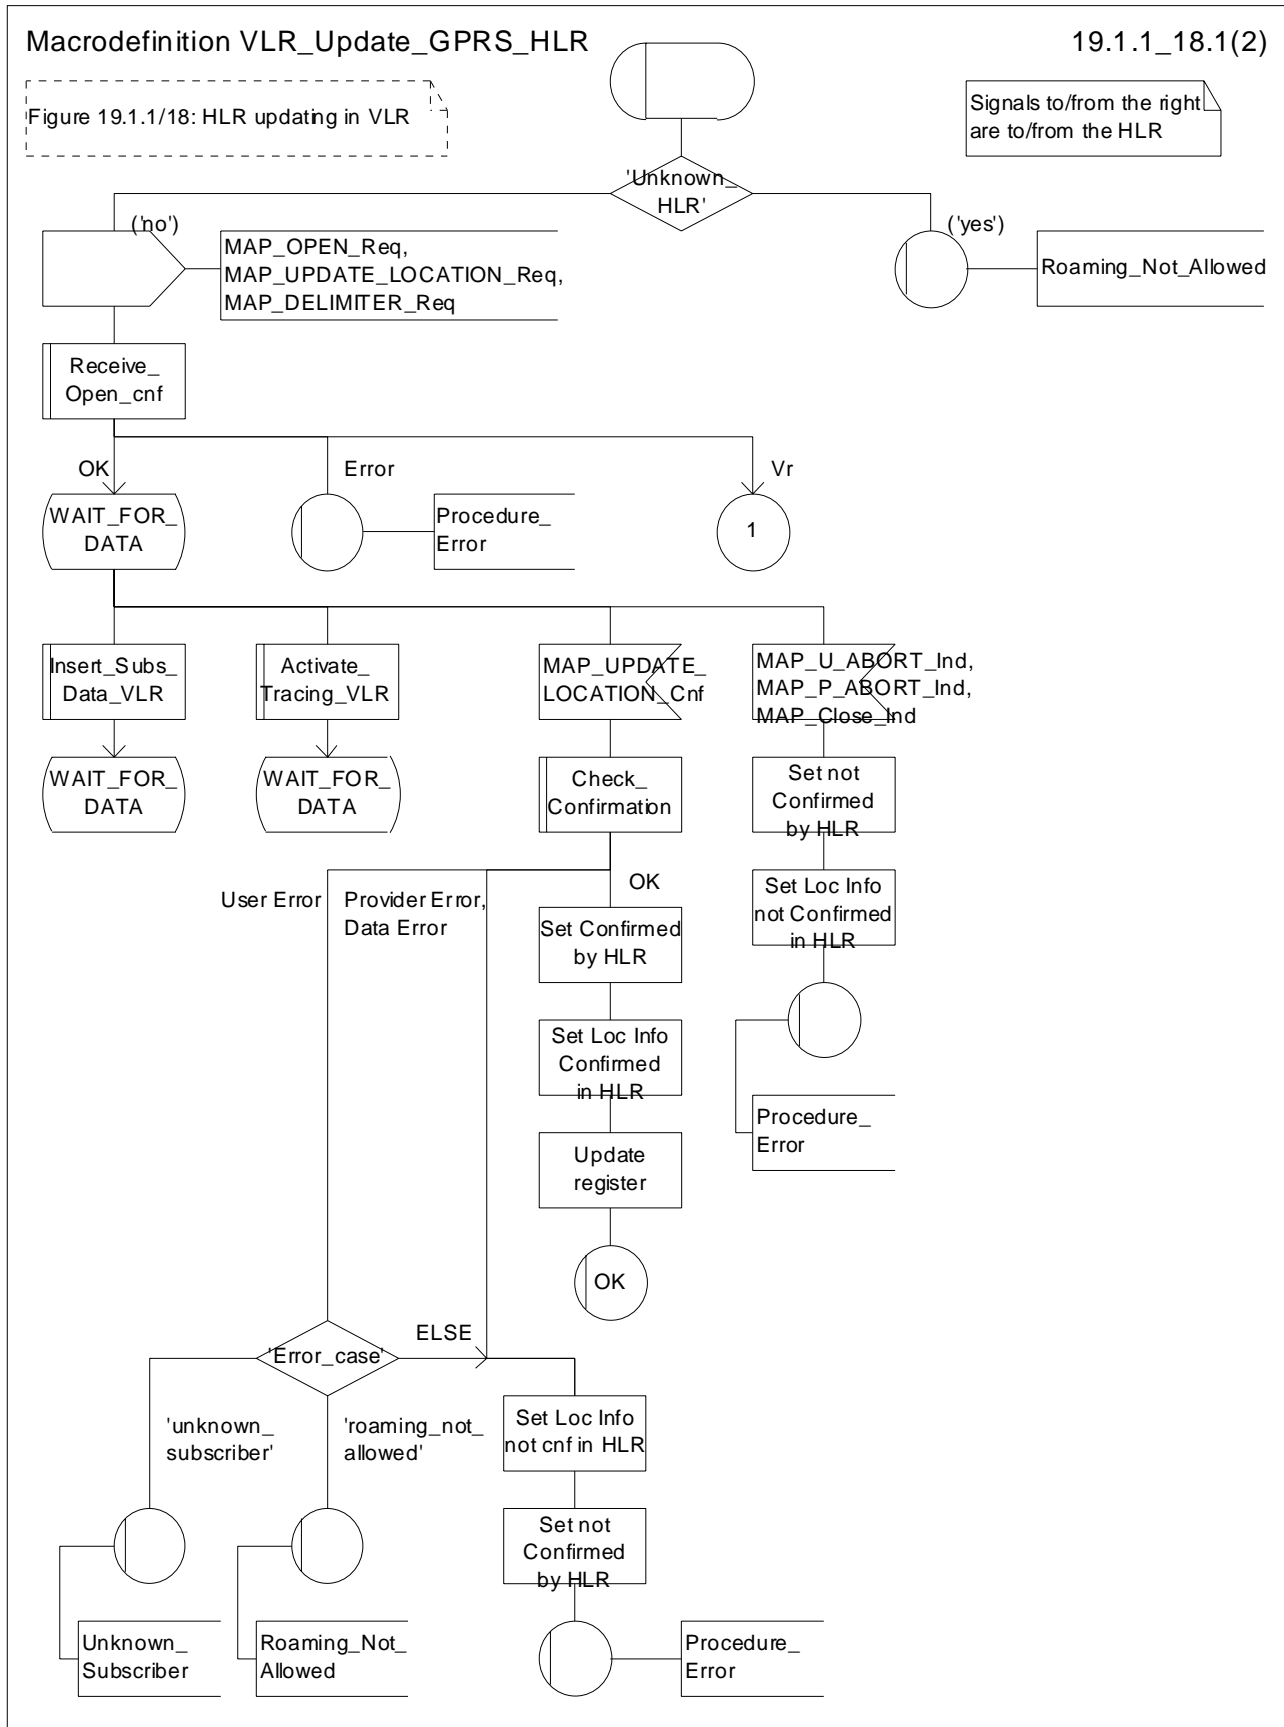 Macrodefinition VLR_Update_GPRS_HLR
19.1.1_18.1(2)
Figure 19.1.1/18: HLR updating in VLR
Signals to/from the right
are to/from the HLR
'Unknown_
HLR'
('no')
('yes')
MAP_OPEN_Req,
MAP_UPDATE_LOCATION_Req,
MAP_DELIMITER_Req
Roaming_Not_Allowed
Receive_
Open_cnf
OK
Error
Vr
WAIT_FOR_
DATA
Procedure_
Error
1
Insert_Subs_
Data_VLR
Activate_
Tracing_VLR
MAP_UPDATE_
LOCATION_Cnf
MAP_U_ABORT_Ind,
MAP_P_ABORT_Ind,
MAP_Close_Ind
WAIT_FOR_
DATA
WAIT_FOR_
DATA
Check_
Confirmation
Set not
Confirmed
by HLR
User Error
Provider Error,
Data Error
OK
Set Loc Info
not Confirmed
in HLR
Set Confirmed
by HLR
Set Loc Info
Confirmed
in HLR
Procedure_
Error
Update
register
OK
ELSE
'Error_case'
'unknown_
subscriber'
'roaming_not_
allowed'
Set Loc Info
not cnf in HLR
Set not
Confirmed
by HLR
Unknown_
Subscriber
Roaming_Not_
Allowed
Procedure_
Error